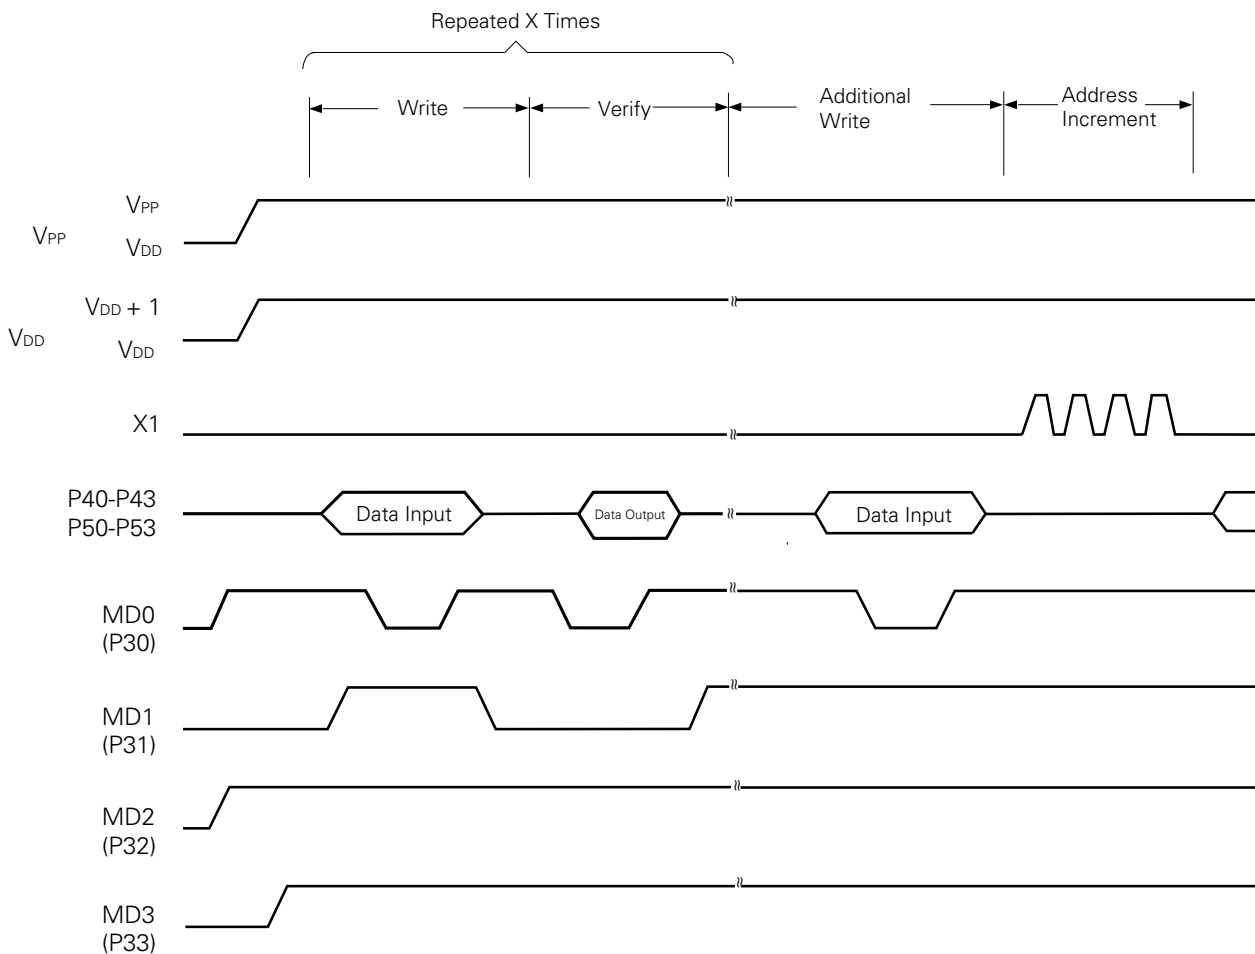 Repeated X Times
Write
Verify
Additional
Write
Address
Increment
VPP
VPP
VDD
VDD + 1
VDD
VDD
X1
P40-P43
P50-P53
Data Input
Data Output
Data Input
MD0
(P30)
MD1
(P31)
MD2
(P32)
MD3
(P33)